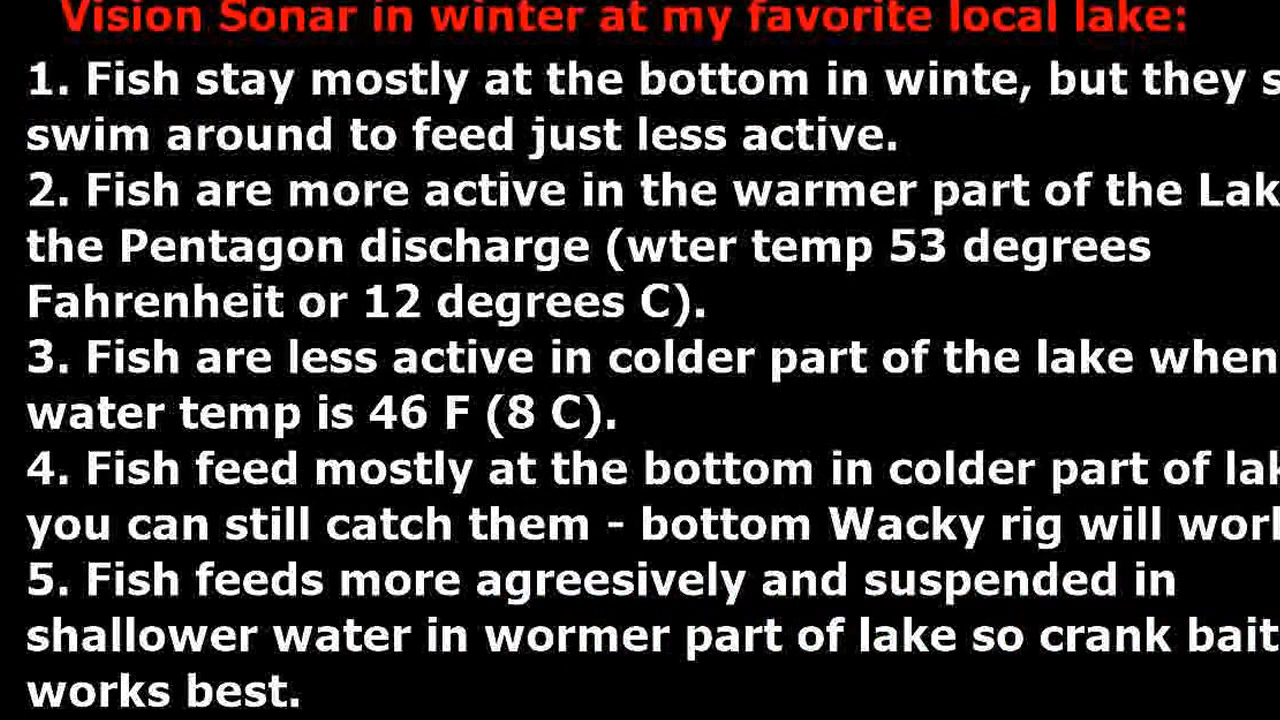 Vision Sonar in winter at my favorite local lake:
1. Fish stay mostly at the bottom in winte, but they s
swim around to feed just less active.
2. Fish are more active in the warmer part of the Lak
the Pentagon discharge (wter temp 53 degrees
Fahrenheit or 12 degrees C).
3. Fish are less active in colder part of the lake when
water temp is 46 F (8 C).
4. Fish feed mostly at the bottom in colder part of lak
you can still catch them - bottom Wacky rig will work
5. Fish feeds more agreesively and suspended in
shallower water in wormer part of lake so crank bait
works best.